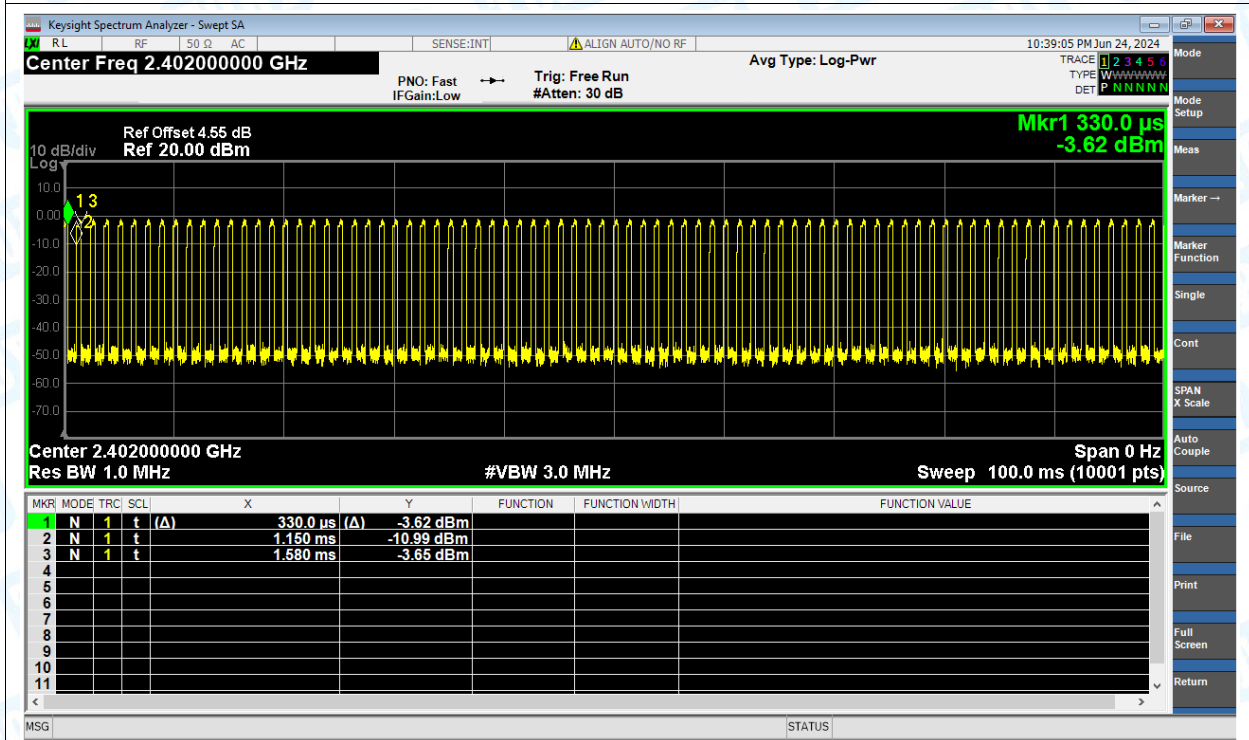 Keysight Spectrum Analyzer - Swept SA
LXI RL RF 50 Ω AC SENSE:INT ALIGN AUTO/NO RF 10:39:05 PM Jun 24, 2024
Center Freq 2.402000000 GHz
Avg Type: Log-Pwr
TRACE 1 2 3 4 5 6
PNO: Fast Trig: Free Run
TYPE WWWWWW
IFGain:Low #Atten: 30 dB
DET P N N N N N
Mkr1 330.0 µs
-3.62 dBm
Ref Offset 4.55 dB
10 dB/div Ref 20.00 dBm
Log
10.0
0.00
-10.0
-20.0
-30.0
-40.0
-50.0
-60.0
-70.0
1 3
2
Center 2.402000000 GHz Span 0 Hz
Res BW 1.0 MHz #VBW 3.0 MHz Sweep 100.0 ms (10001 pts)
MKR MODE TRC SCL X Y FUNCTION FUNCTION WIDTH FUNCTION VALUE
1 N 1 t (Δ) 330.0 µs (Δ) -3.62 dBm
2 N 1 t 1.150 ms -10.99 dBm
3 N 1 t 1.580 ms -3.65 dBm
4
5
6
7
8
9
10
11
MSG STATUS
Mode
Mode
Setup
Meas
Marker →
Marker
Function
Single
Cont
SPAN
X Scale
Auto
Couple
Source
File
Print
Full
Screen
Return